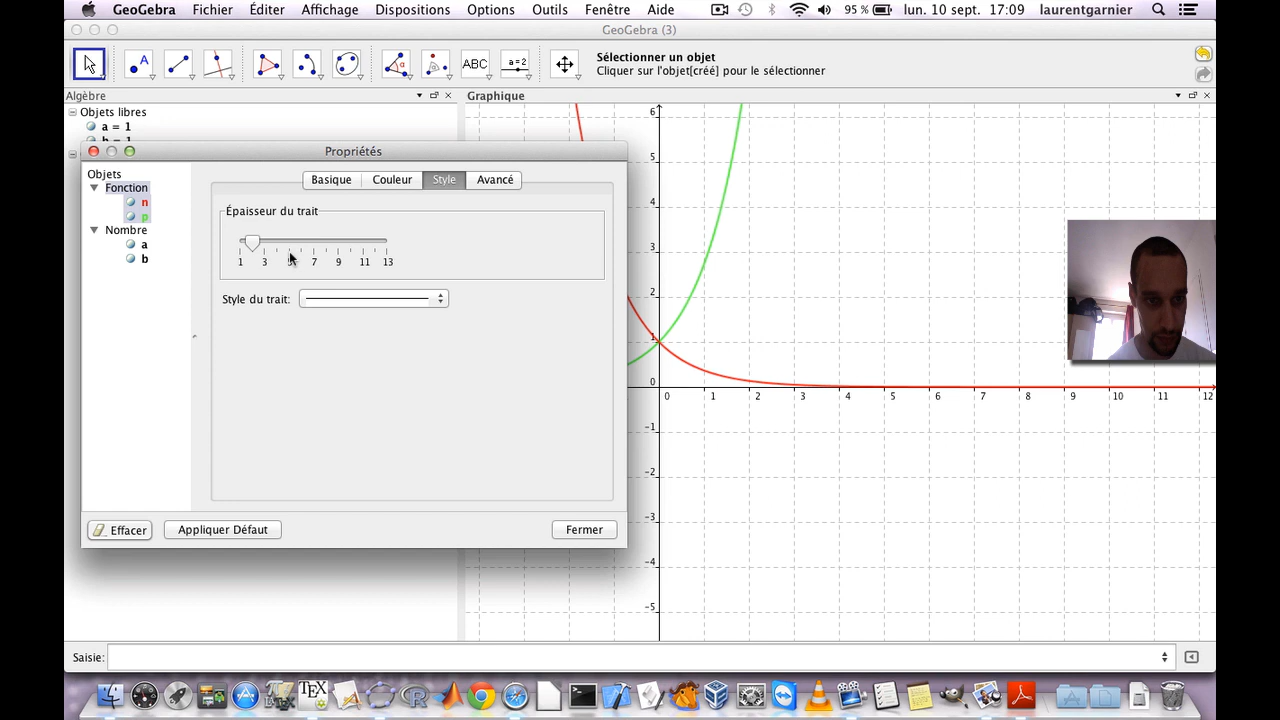 GeoGebra Fichier Éditer Affichage Dispositions Options Outils Fenêtre Aide 95 % lun. 10 sept. 17:09 laurentgarnier
GeoGebra (3)
A
ABC
a=2
Sélectionner un objet
Cliquer sur l'objet[créé] pour le sélectionner
Algèbre
Graphique
Objets libres
a = 1
b = 1
Propriétés
Objets
Fonction
n
p
Nombre
a
b
Basique Couleur Style Avancé
Épaisseur du trait
1 3 5 7 9 11 13
Style du trait:
Effacer
Appliquer Défaut
Fermer
6
5
4
3
2
1
0
0 1 2 3 4 5 6 7 8 9 10 11 12
-1
-2
-3
-4
-5
Saisie:
TEX
R